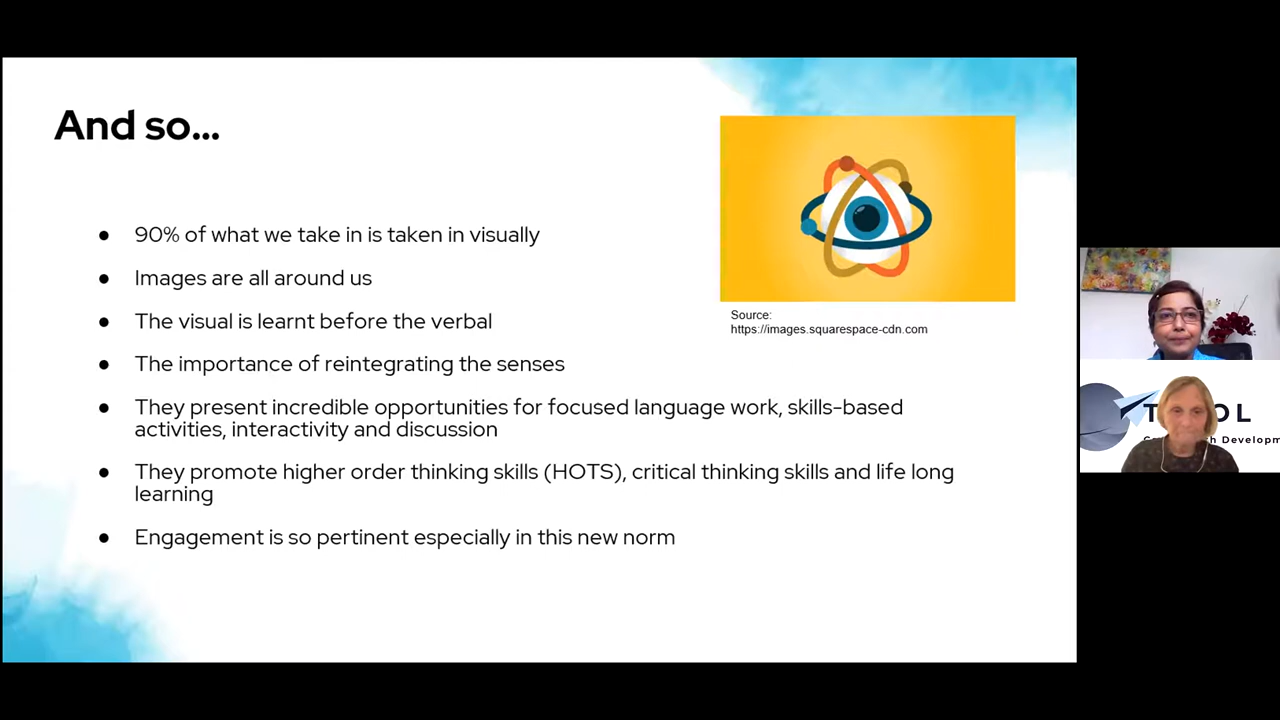 And so...
● 90% of what we take in is taken in visually
● Images are all around us
● The visual is learnt before the verbal
● The importance of reintegrating the senses
● They present incredible opportunities for focused language work, skills-based
activities, interactivity and discussion
● They promote higher order thinking skills (HOTS), critical thinking skills and life long
learning
● Engagement is so pertinent especially in this new norm
Source:
https://images.squarespace-cdn.com